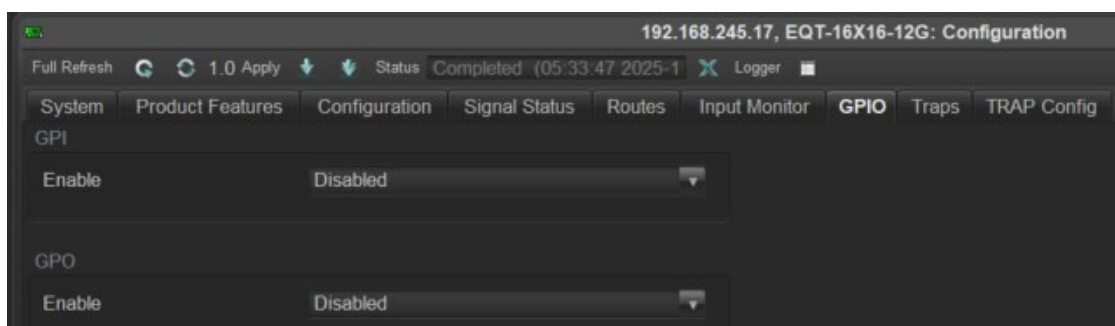 192.168.245.17, EQT-16X16-12G: Configuration
Full Refresh 1.0 Apply Status Completed (05:33:47 2025-1 Logger
System Product Features Configuration Signal Status Routes Input Monitor GPIO Traps TRAP Config
GPI
Enable Disabled
GPO
Enable Disabled